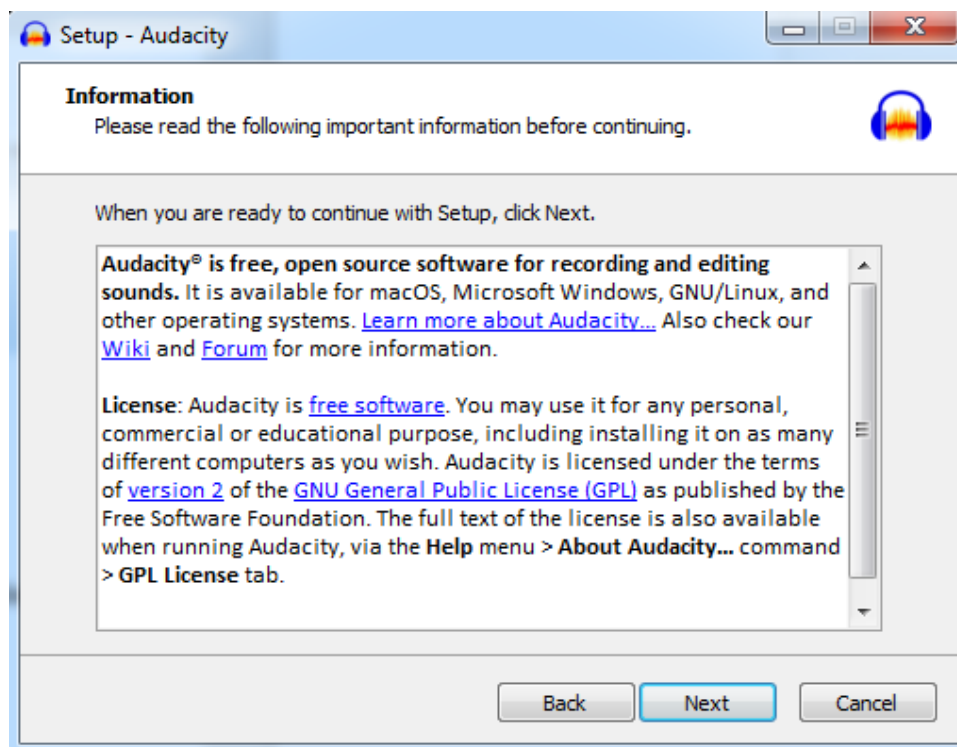 Setup - Audacity
Information
Please read the following important information before continuing.
When you are ready to continue with Setup, click Next.
Audacity® is free, open source software for recording and editing
sounds. It is available for macOS, Microsoft Windows, GNU/Linux, and
other operating systems. Learn more about Audacity... Also check our
Wiki and Forum for more information.
License: Audacity is free software. You may use it for any personal,
commercial or educational purpose, including installing it on as many
different computers as you wish. Audacity is licensed under the terms
of version 2 of the GNU General Public License (GPL) as published by the
Free Software Foundation. The full text of the license is also available
when running Audacity, via the Help menu > About Audacity... command
> GPL License tab.
Back Next Cancel